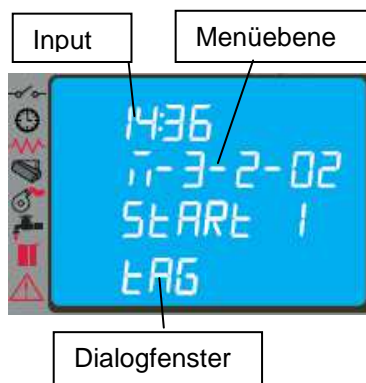 Input
Menüebene
14:36
m-3-2-02
StARt 1
tAG
Dialogfenster